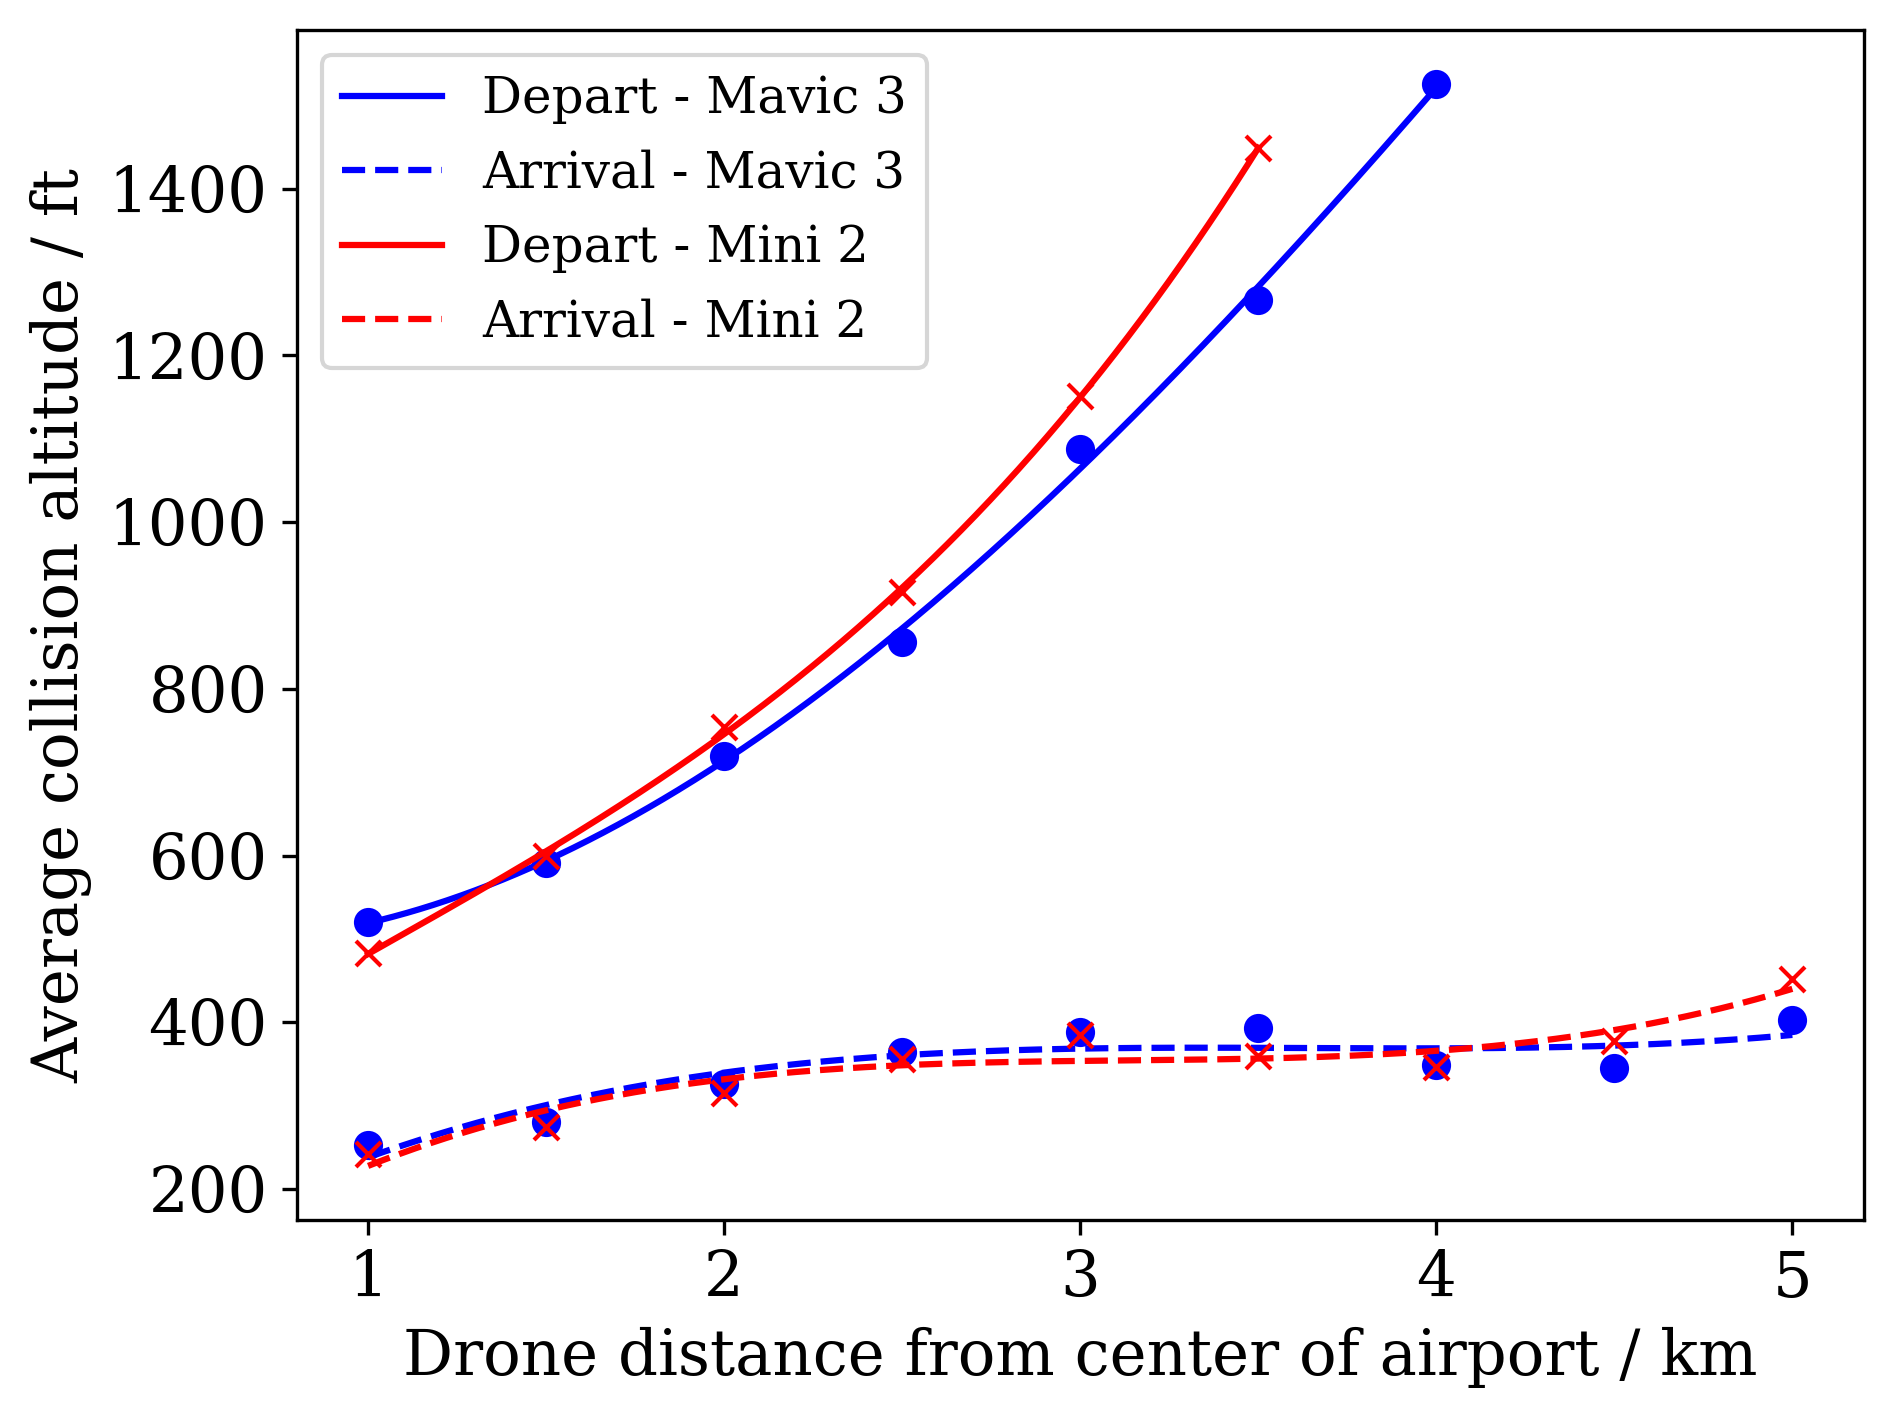 Depart - Mavic 3
Arrival - Mavic 3
Depart - Mini 2
Arrival - Mini 2
Average collision altitude / ft
1400
1200
1000
800
600
400
200
1 2 3 4 5
Drone distance from center of airport / km